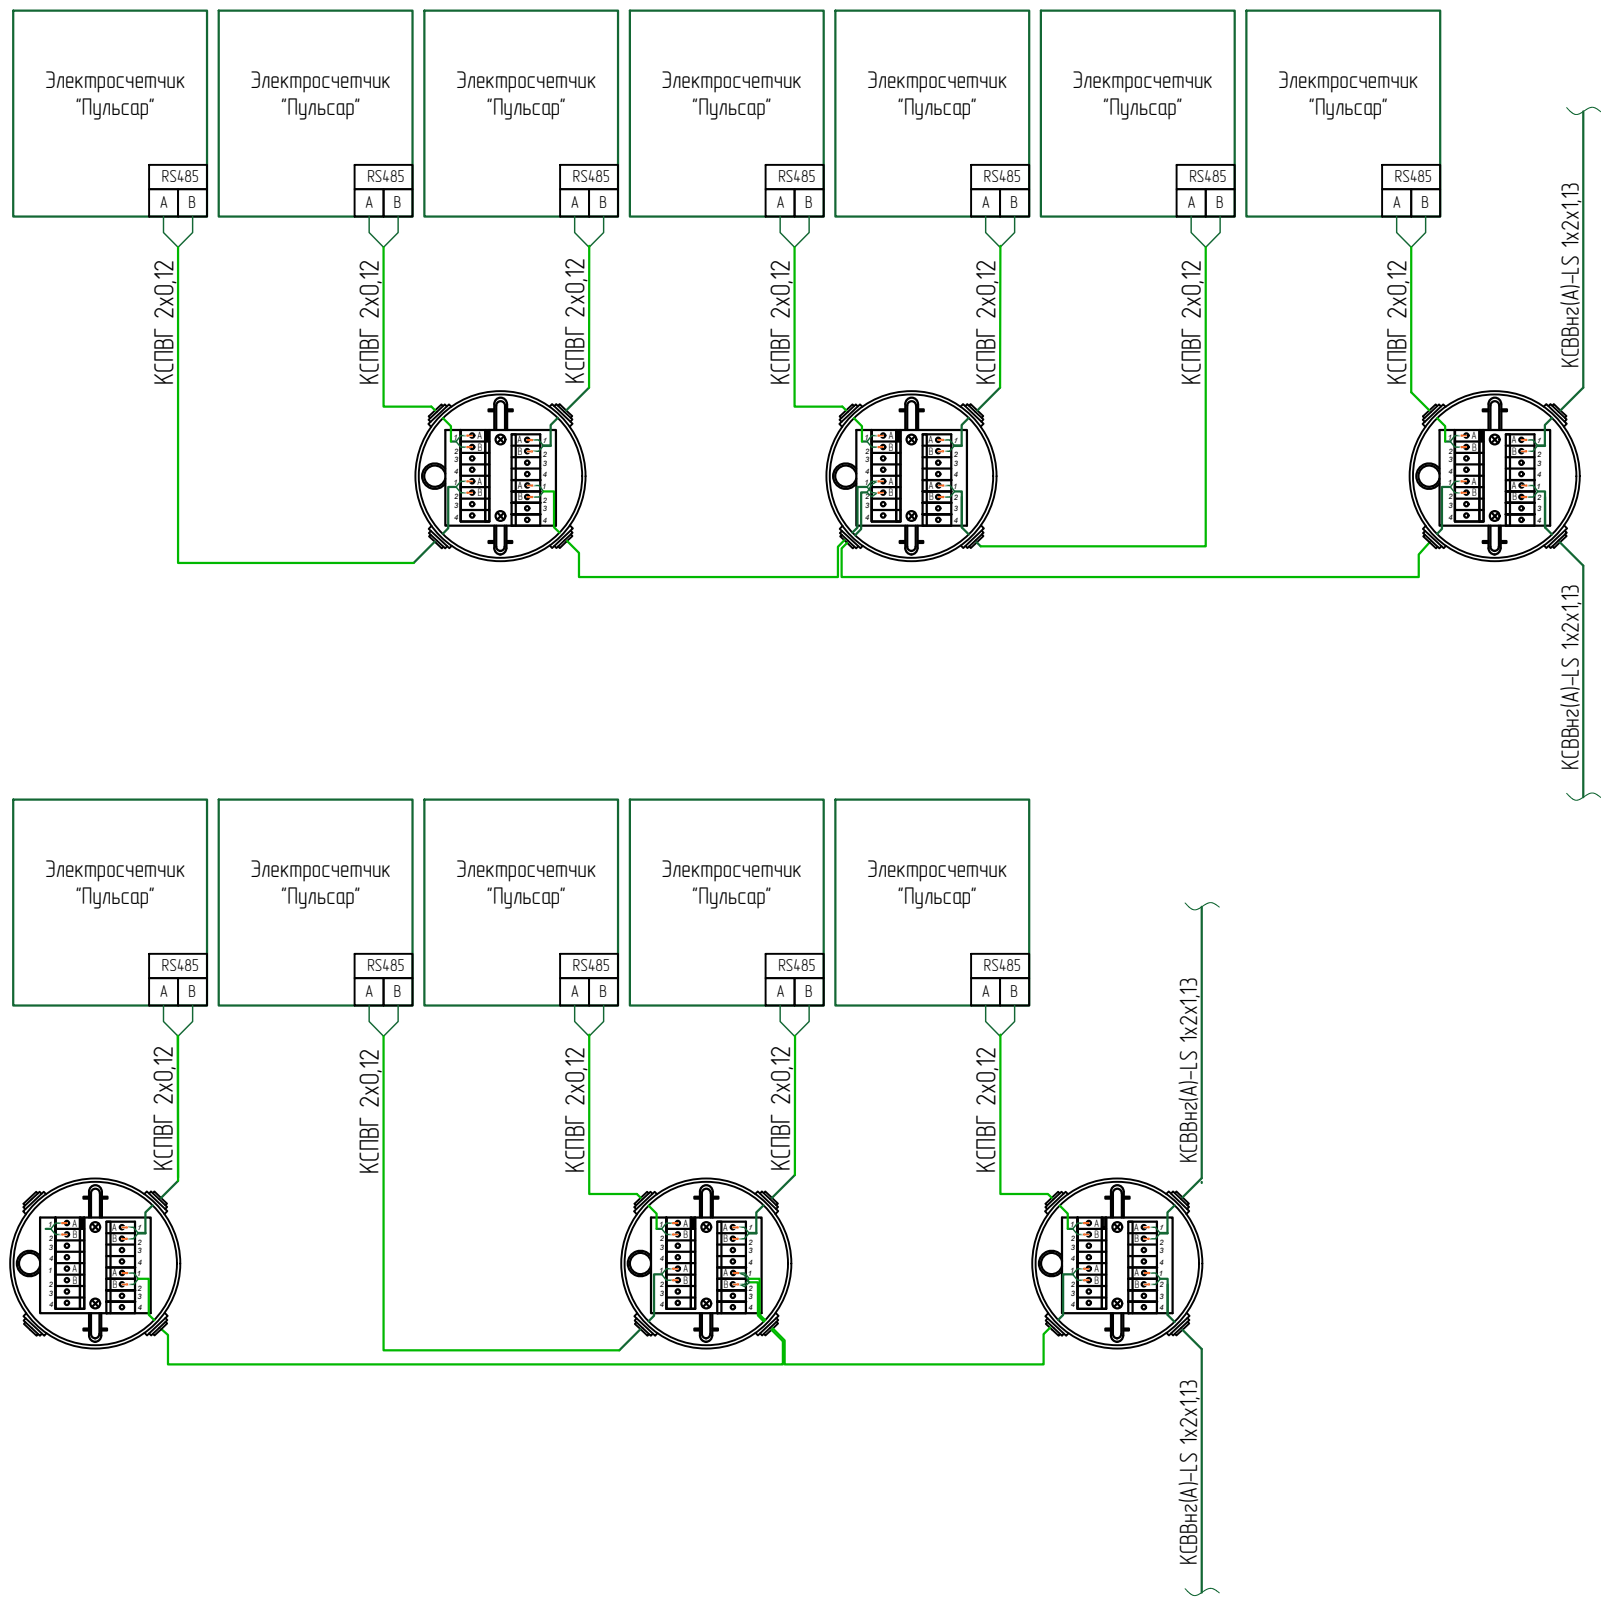 Электросчетчик
"Пульсар"
RS485
A B
Электросчетчик
"Пульсар"
RS485
A B
Электросчетчик
"Пульсар"
RS485
A B
Электросчетчик
"Пульсар"
RS485
A B
Электросчетчик
"Пульсар"
RS485
A B
Электросчетчик
"Пульсар"
RS485
A B
Электросчетчик
"Пульсар"
RS485
A B
КСПВГ 2х0,12
КСПВГ 2х0,12
КСПВГ 2х0,12
КСПВГ 2х0,12
КСПВГ 2х0,12
КСПВГ 2х0,12
КСПВГ 2х0,12
КСВВнг(А)-LS 1х2х1,13
КСВВнг(А)-LS 1х2х1,13
Электросчетчик
"Пульсар"
RS485
A B
Электросчетчик
"Пульсар"
RS485
A B
Электросчетчик
"Пульсар"
RS485
A B
Электросчетчик
"Пульсар"
RS485
A B
Электросчетчик
"Пульсар"
RS485
A B
КСПВГ 2х0,12
КСПВГ 2х0,12
КСПВГ 2х0,12
КСПВГ 2х0,12
КСПВГ 2х0,12
КСВВнг(А)-LS 1х2х1,13
КСВВнг(А)-LS 1х2х1,13